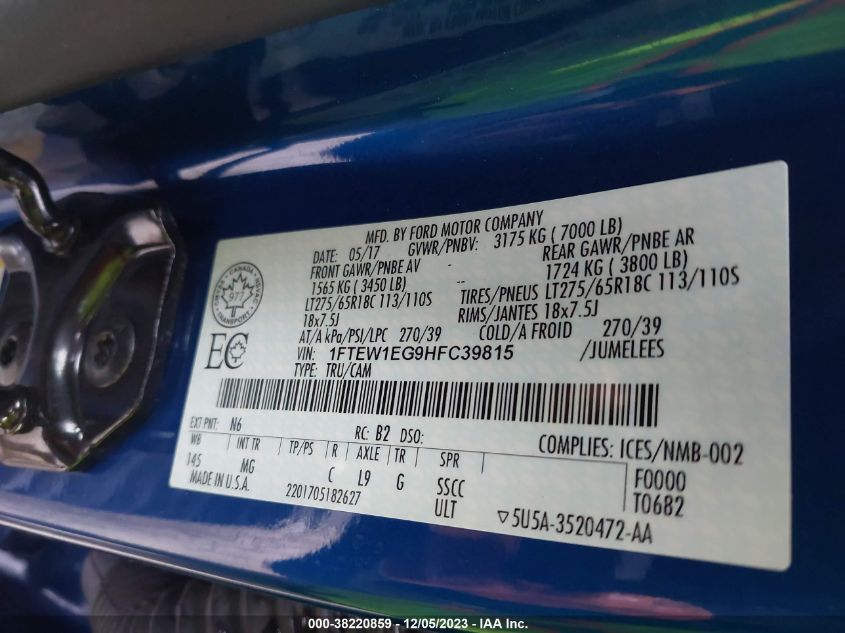 MFD. BY FORD MOTOR COMPANY
DATE: 05/17 GVWR/PNBV: 3175 KG ( 7000 LB)
FRONT GAWR/PNBE AV - REAR GAWR/PNBE AR
1565 KG ( 3450 LB) - 1724 KG ( 3800 LB)
LT275/65R18C 113/110S TIRES/PNEUS LT275/65R18C 113/110S
18x7.5J RIMS/JANTES 18x7.5J
AT/A kPa/PSI/LPC 270/39 COLD/A FROID 270/39
VIN: 1FTEW1EG9HFC39815 /JUMELEES
TYPE: TRU/CAM
CANADA
TRANSPORT
977
EC
EXT PNT: N6 RC: B2 DSO:
COMPLIES: ICES/NMB-002
WB INT TR TP/PS R AXLE TR SPR
145 MG C L9 G SSCC
F0000
T0682
MADE IN U.S.A. 2201705182627 ULT
5U5A-3520472-AA
000-38220859 - 12/05/2023 - IAA Inc.